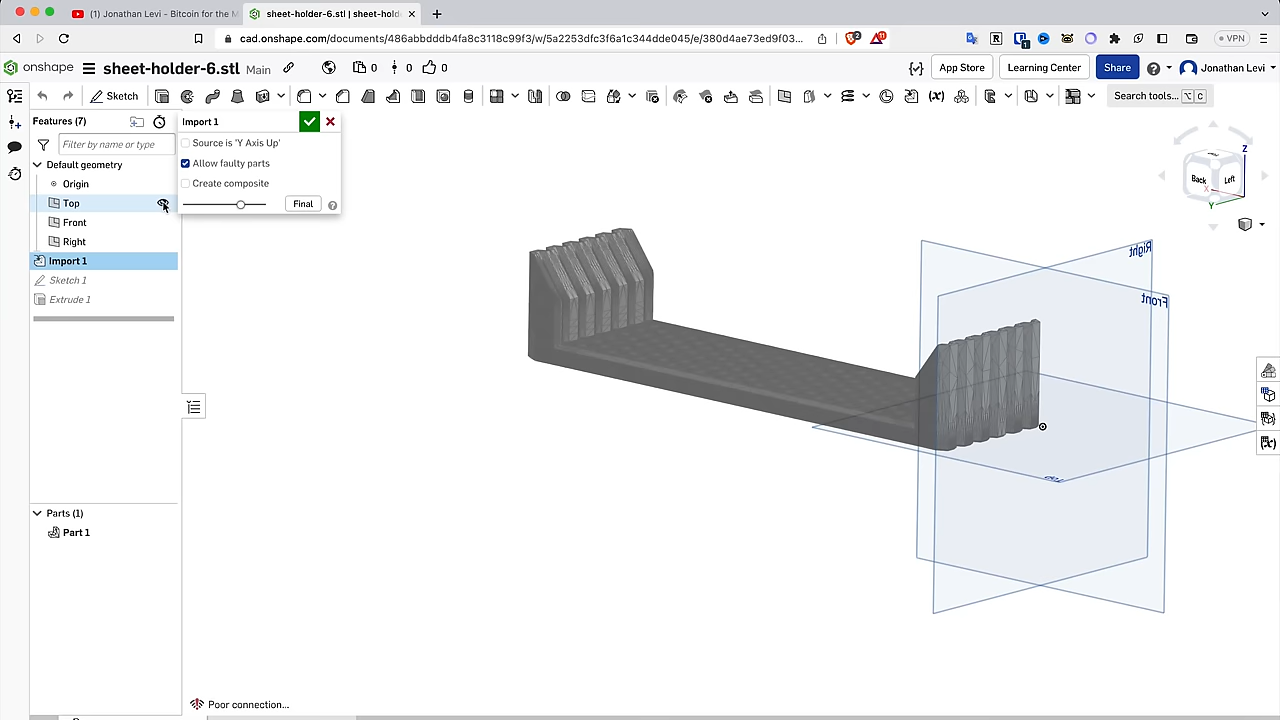 (1) Jonathan Levi - Bitcoin for the M
sheet-holder-6.stl | sheet-hold
cad.onshape.com/documents/486abbdddb4fa8c3118c99f3/w/5a2253dfc3f6a1c344dde045/e/380d4ae73ed9f03...
2
11
1
VPN
onshape
sheet-holder-6.stl
Main
0
0
0
App Store
Learning Center
Share
Jonathan Levi
Sketch
Search tools...
⌥ C
Features (7)
Filter by name or type
Default geometry
Origin
Top
Front
Right
Import 1
Sketch 1
Extrude 1
Import 1
Source is 'Y Axis Up'
Allow faulty parts
Create composite
Final
Z
Back
Left
X
Y
Right
Front
Parts (1)
Part 1
Poor connection...